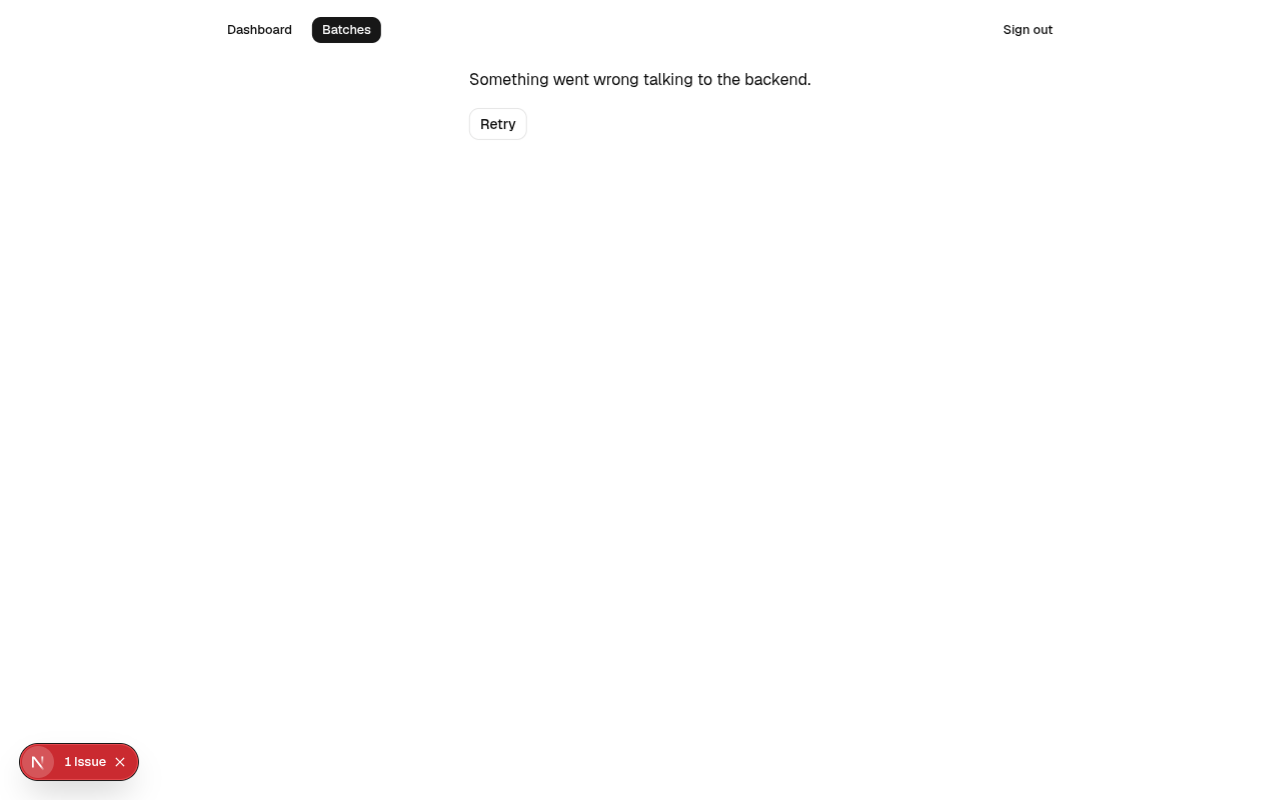 Dashboard
Batches
Sign out
Something went wrong talking to the backend.
Retry
N
1 Issue